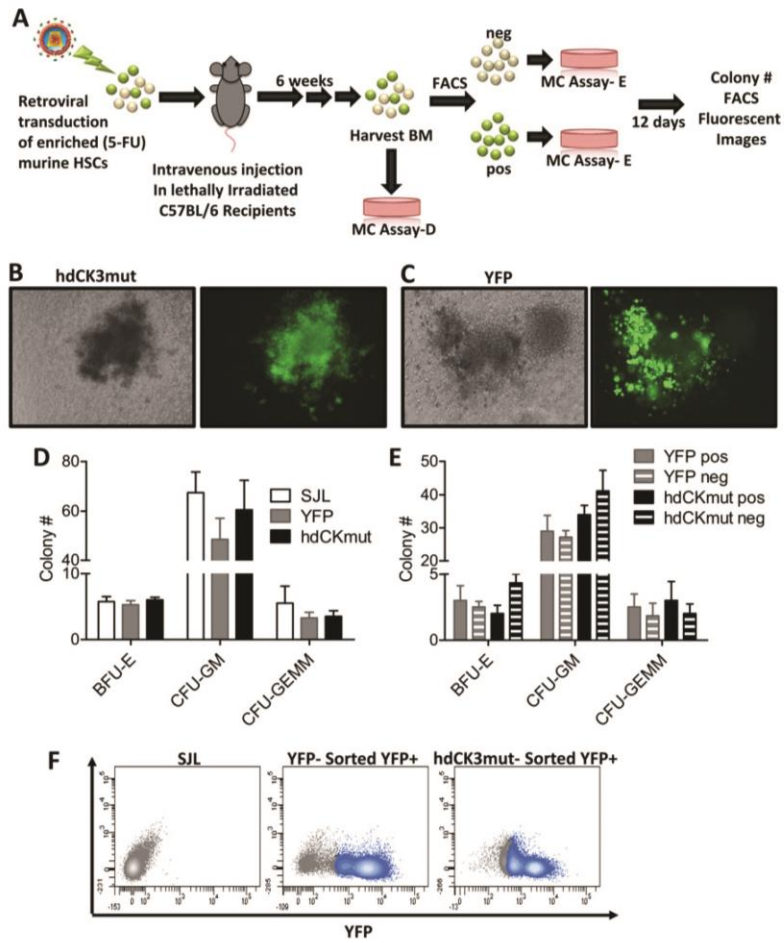 A
Retroviral
transduction
of enriched (5-FU)
murine HSCs
Intravenous injection
In lethally Irradiated
C57BL/6 Recipients
6 weeks
Harvest BM
MC Assay-D
FACS
neg
MC Assay- E
pos
MC Assay- E
12 days
Colony #
FACS
Fluorescent
Images
B
hdCK3mut
C
YFP
D
Colony #
80
60
40
10
0
SJL
YFP
hdCKmut
BFU-E
CFU-GM
CFU-GEMM
E
Colony #
50
40
30
20
5
0
YFP pos
YFP neg
hdCKmut pos
hdCKmut neg
BFU-E
CFU-GM
CFU-GEMM
F
SJL
YFP- Sorted YFP+
hdCK3mut- Sorted YFP+
YFP